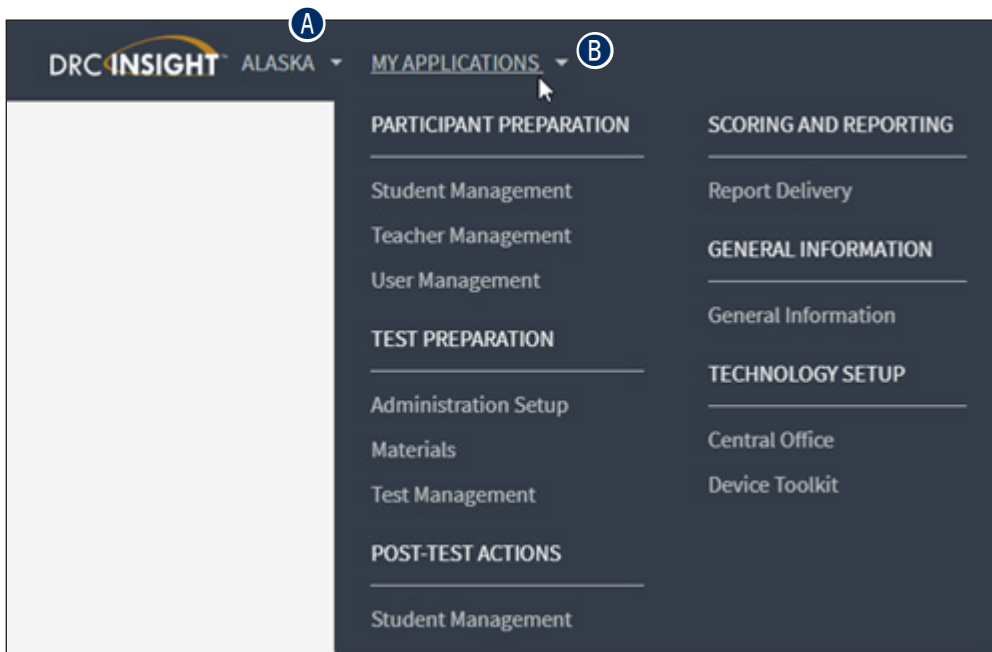 A
DRC INSIGHT™ ALASKA MY APPLICATIONS B
PARTICIPANT PREPARATION
Student Management
Teacher Management
User Management
TEST PREPARATION
Administration Setup
Materials
Test Management
POST-TEST ACTIONS
Student Management
SCORING AND REPORTING
Report Delivery
GENERAL INFORMATION
General Information
TECHNOLOGY SETUP
Central Office
Device Toolkit